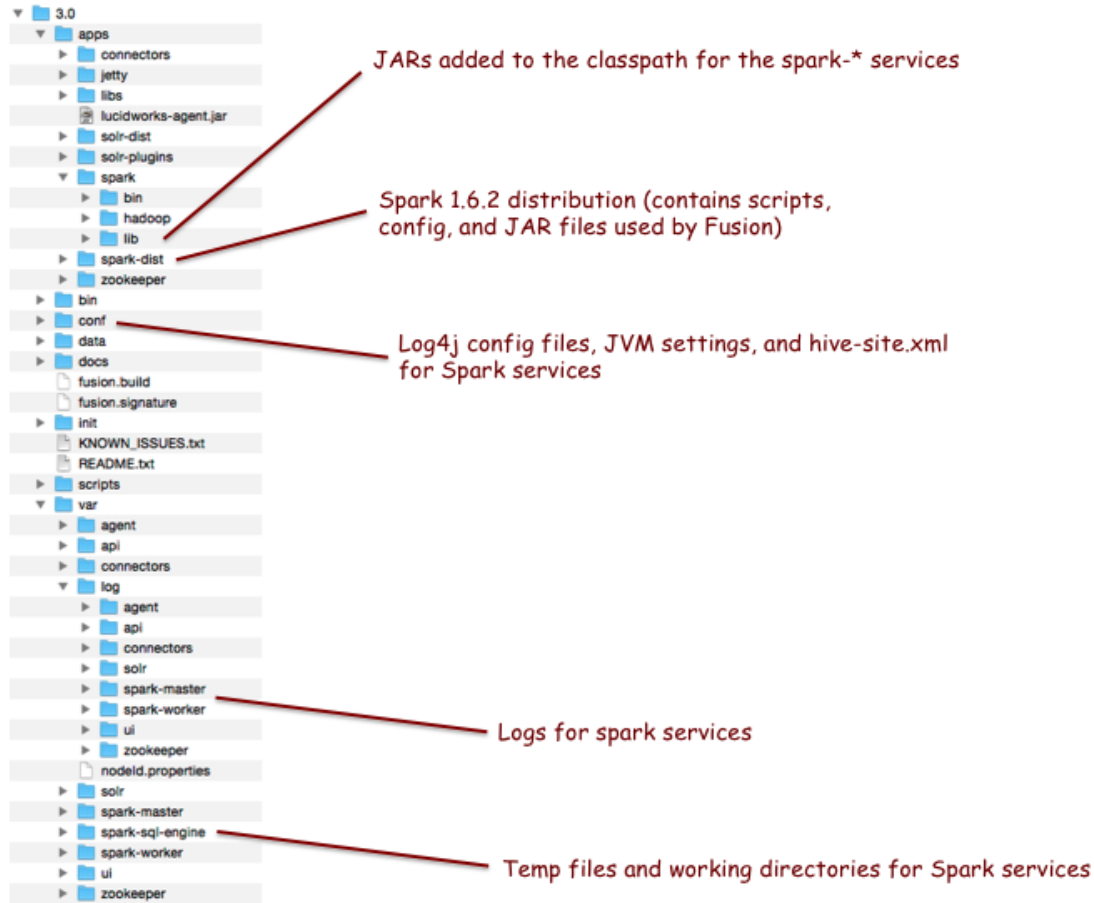 3.0
apps
connectors
JARs added to the classpath for the spark-* services
jetty
libs
lucidworks-agent.jar
solr-dist
solr-plugins
spark
bin
Spark 1.6.2 distribution (contains scripts,
config, and JAR files used by Fusion)
hadoop
lib
spark-dist
zookeeper
bin
conf
Log4j config files, JVM settings, and hive-site.xml
for Spark services
data
docs
fusion.build
fusion.signature
init
KNOWN_ISSUES.txt
README.txt
scripts
var
agent
api
connectors
log
agent
api
connectors
solr
spark-master
spark-worker
Logs for spark services
ui
zookeeper
nodeId.properties
solr
spark-master
spark-sql-engine
spark-worker
Temp files and working directories for Spark services
ui
zookeeper